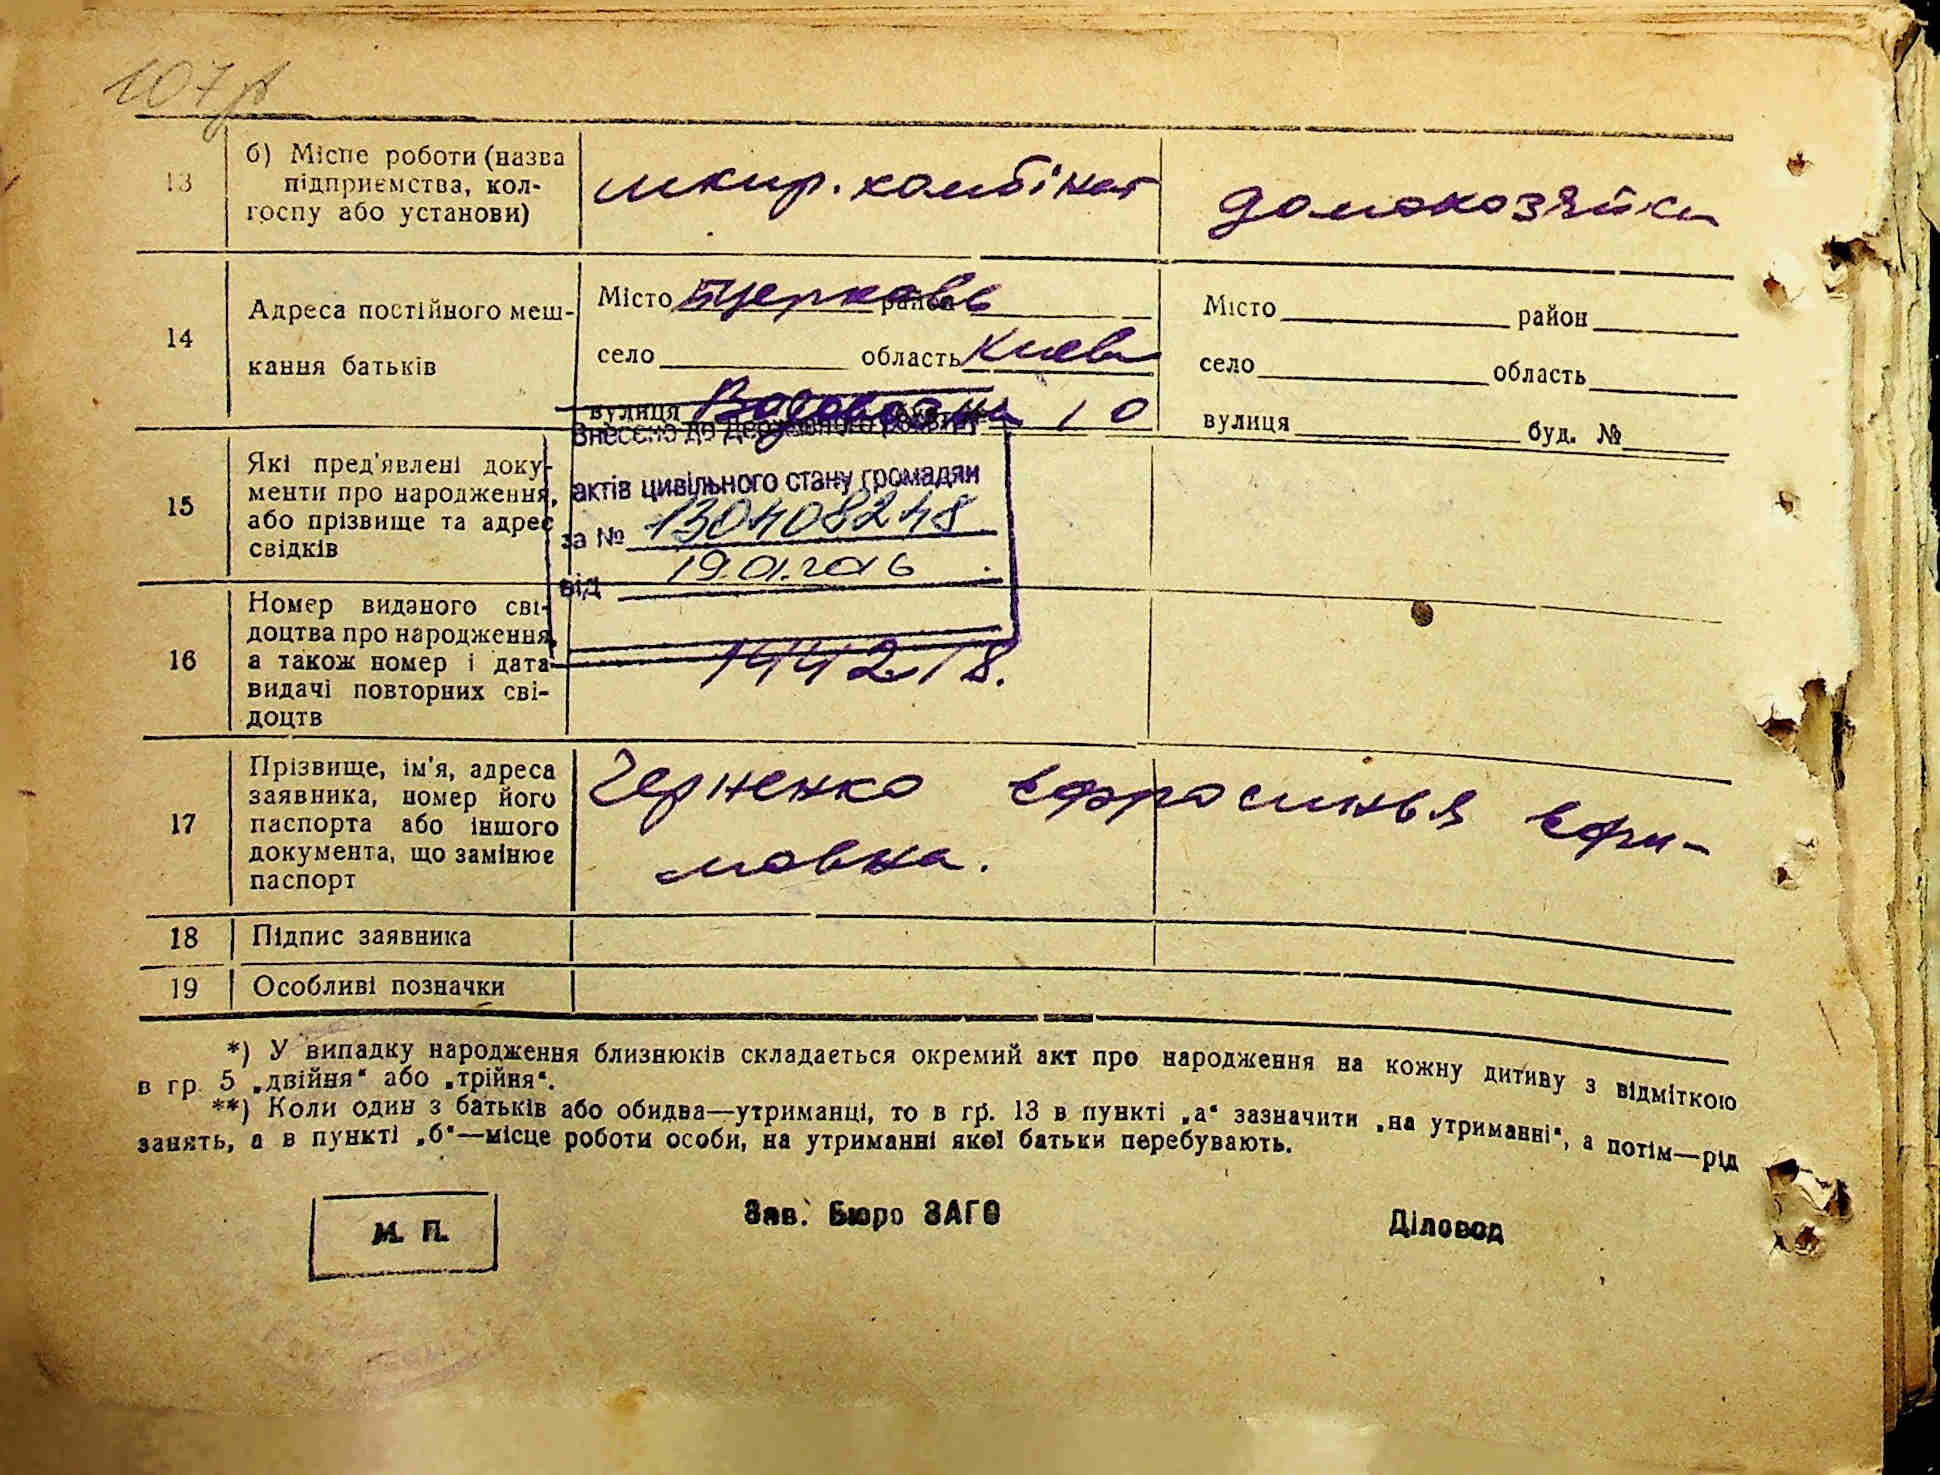 107
13
б) Місце роботи (назва
підприємства, кол-
госпу або установи)
шкір. комбінат
домохозяйка
14
Адреса постійного меш-
кання батьків
Місто Бцерковь район
село область Киев
вулиця Водовозна 10
Місто район
село область
вулиця буд. №
15
Які пред'явлені доку-
менти про народження,
або прізвище та адрес
свідків
Внесено до Державного реєстру
актів цивільного стану громадян
за № 130408248
від 19.01.2016
16
Номер виданого сві-
доцтва про народження,
а також номер і дата
видачі повторних сві-
доцтв
17
Прізвище, ім'я, адреса
заявника, номер його
паспорта або іншого
документа, що замінює
паспорт
Черненко Ефросинья Ефи-
мовна.
18 Підпис заявника
19 Особливі позначки
*) У випадку народження близнюків складається окремий акт про народження на кожну дитину з відміткою
в гр. 5 „двійня“ або „трійня“.
**) Коли один з батьків або обидва—утриманці, то в гр. 13 в пункті „а“ зазначити „на утриманні“, а потім—рід
занять, а в пункті „б“—місце роботи особи, на утриманні якої батьки перебувають.
М. П.
Зав. Бюро ЗАГС
Діловод